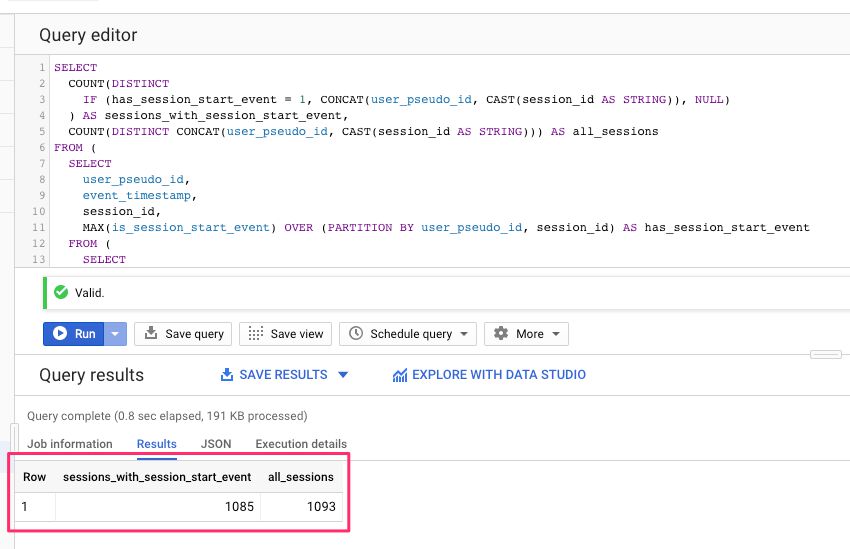 Query editor
1 SELECT
2 COUNT(DISTINCT
3 IF (has_session_start_event = 1, CONCAT(user_pseudo_id, CAST(session_id AS STRING)), NULL)
4 ) AS sessions_with_session_start_event,
5 COUNT(DISTINCT CONCAT(user_pseudo_id, CAST(session_id AS STRING))) AS all_sessions
6 FROM (
7 SELECT
8 user_pseudo_id,
9 event_timestamp,
10 session_id,
11 MAX(is_session_start_event) OVER (PARTITION BY user_pseudo_id, session_id) AS has_session_start_event
12 FROM (
13 SELECT
Valid.
Run Save query Save view Schedule query More
Query results SAVE RESULTS EXPLORE WITH DATA STUDIO
Query complete (0.8 sec elapsed, 191 KB processed)
Job information Results JSON Execution details
Row sessions_with_session_start_event all_sessions
1 1085 1093